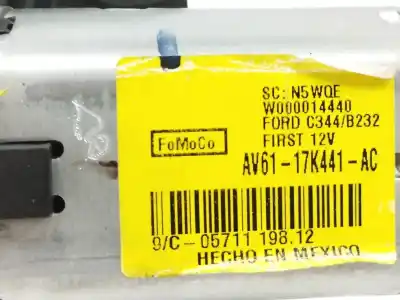 SC: N5WQE
W000014440
FORD C344/B232
FoMoCo
FIRST 12V
AV61-17K441-AC
9/C-05711 198.12
HECHO EN MEXICO